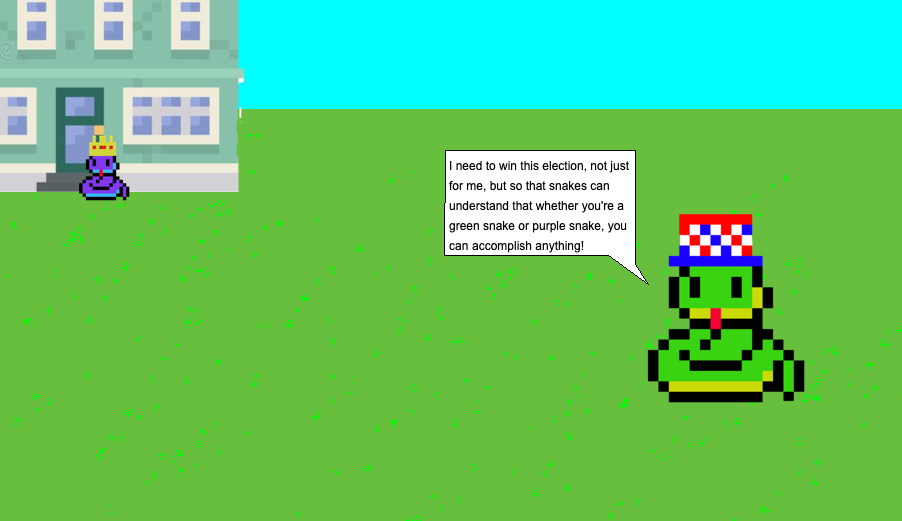 I need to win this election, not just
for me, but so that snakes can
understand that whether you're a
green snake or purple snake, you
can accomplish anything!